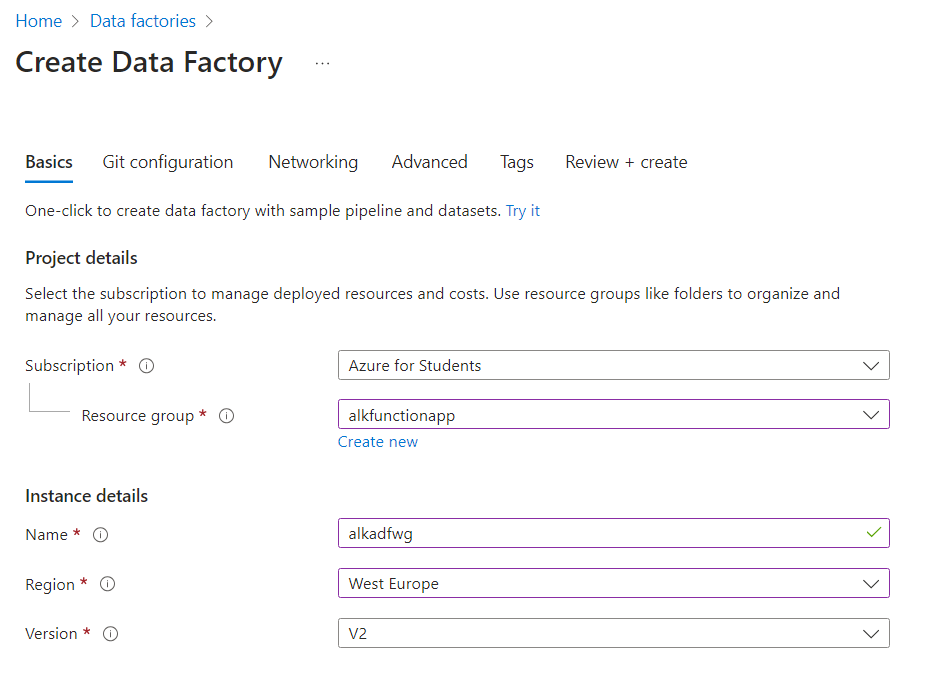 Home > Data factories >
Create Data Factory ...
Basics Git configuration Networking Advanced Tags Review + create
One-click to create data factory with sample pipeline and datasets. Try it
Project details
Select the subscription to manage deployed resources and costs. Use resource groups like folders to organize and
manage all your resources.
Subscription * Azure for Students
Resource group * alkfunctionapp
Create new
Instance details
Name * alkadfwg
Region * West Europe
Version * V2